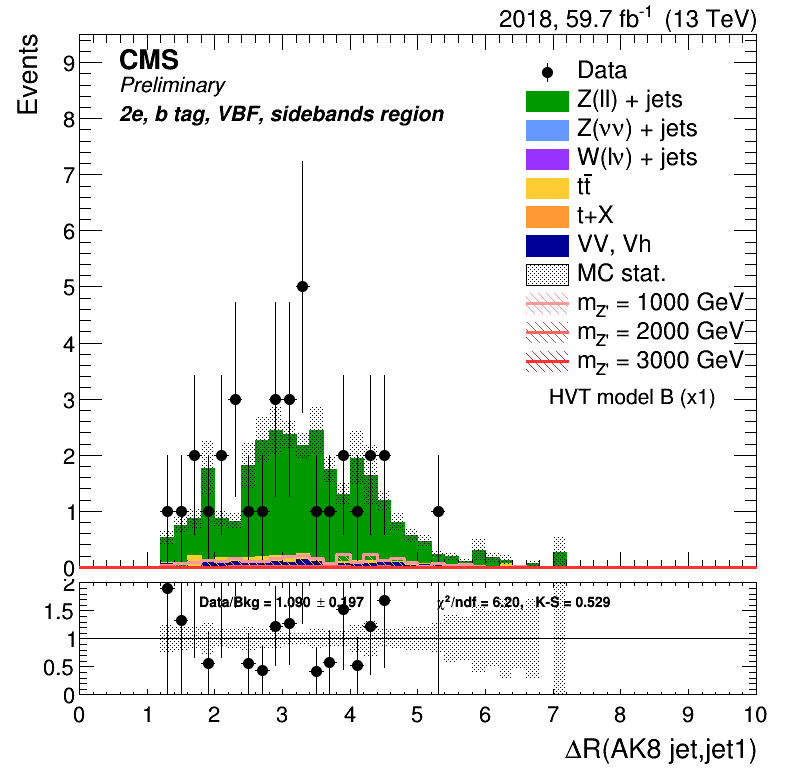 2018, 59.7 fb⁻¹ (13 TeV)
Events
CMS
Preliminary
2e, b tag, VBF, sidebands region
Data
Z(ll) + jets
Z(νν) + jets
W(lν) + jets
tt̄
t+X
VV, Vh
MC stat.
m_Z' = 1000 GeV
m_Z' = 2000 GeV
m_Z' = 3000 GeV
HVT model B (x1)
9
8
7
6
5
4
3
2
1
0
Data/Bkg = 1.090 ± 0.197
χ²/ndf = 6.20, K-S = 0.529
2
1.5
1
0.5
0
0 1 2 3 4 5 6 7 8 9 10
ΔR(AK8 jet,jet1)